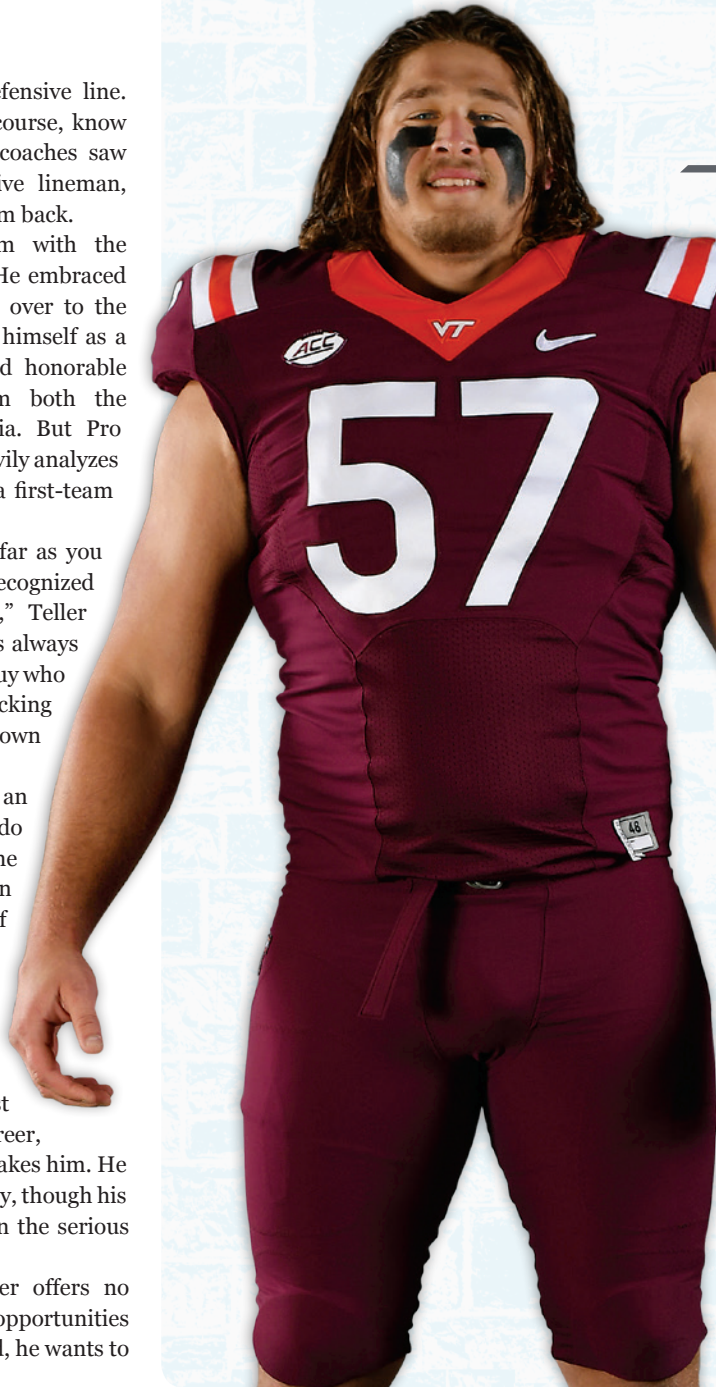 efensive line.
course, know
coaches saw
ive lineman,
m back.
m with the
He embraced
over to the
himself as a
d honorable
m both the
ia. But Pro
vily analyzes
a first-team
far as you
ecognized
,” Teller
s always
uy who
cking
own
an
do
ne
n
f
st
reer,
akes him. He
y, though his
n the serious
er offers no
opportunities
l, he wants to
VT
ACC
57
48